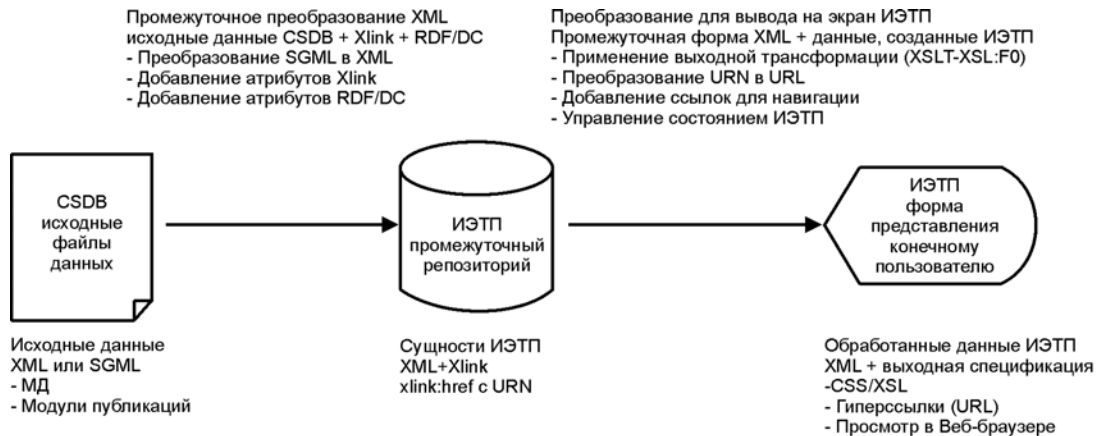 Промежуточное преобразование XML
исходные данные CSDB + Xlink + RDF/DC
- Преобразование SGML в XML
- Добавление атрибутов Xlink
- Добавление атрибутов RDF/DC
Преобразование для вывода на экран ИЭТП
Промежуточная форма XML + данные, созданные ИЭТП
- Применение выходной трансформации (XSLT-XSL:F0)
- Преобразование URN в URL
- Добавление ссылок для навигации
- Управление состоянием ИЭТП
CSDB
исходные
файлы
данных
ИЭТП
промежуточный
репозиторий
ИЭТП
форма
представления
конечному
пользователю
Исходные данные
XML или SGML
- МД
- Модули публикаций
Сущности ИЭТП
XML+Xlink
xlink:href с URN
Обработанные данные ИЭТП
XML + выходная спецификация
-CSS/XSL
- Гиперссылки (URL)
- Просмотр в Веб-браузере